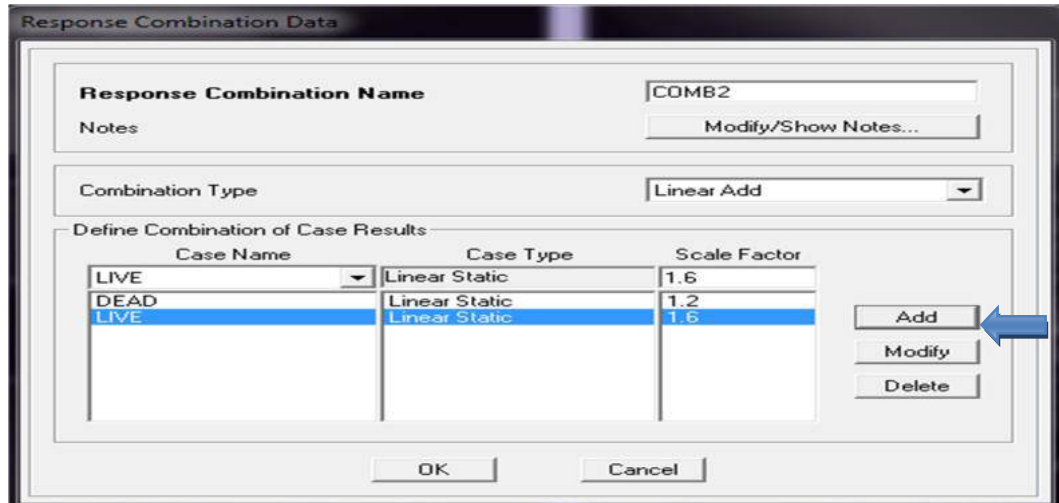 Response Combination Data
Response Combination Name COMB2
Notes Modify/Show Notes...
Combination Type Linear Add
Define Combination of Case Results
Case Name Case Type Scale Factor
LIVE Linear Static 1.6
DEAD Linear Static 1.2
LIVE Linear Static 1.6
Add
Modify
Delete
OK Cancel